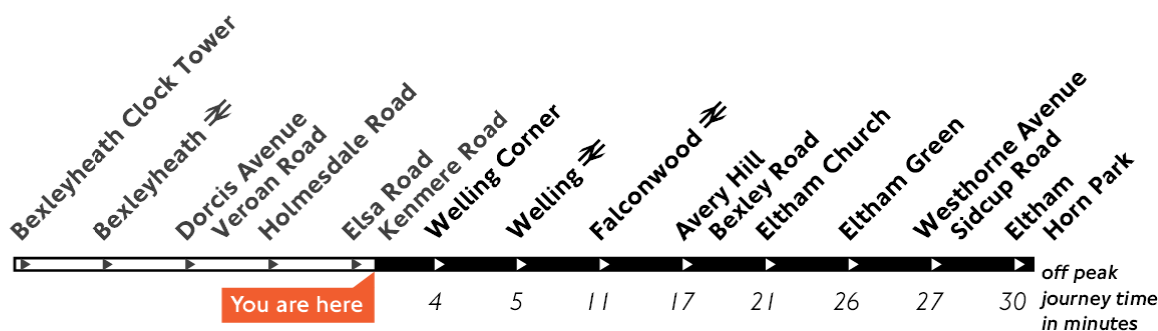 Bexleyheath Clock Tower
Bexleyheath
Dorcis Avenue
Veroan Road
Holmesdale Road
Elsa Road
Kenmere Road
Welling Corner
Welling
Falconwood
Avery Hill
Bexley Road
Eltham Church
Eltham Green
Westhorne Avenue
Sidcup Road
Eltham
Horn Park
You are here
4 5 11 17 21 26 27 30
off peak
journey time
in minutes